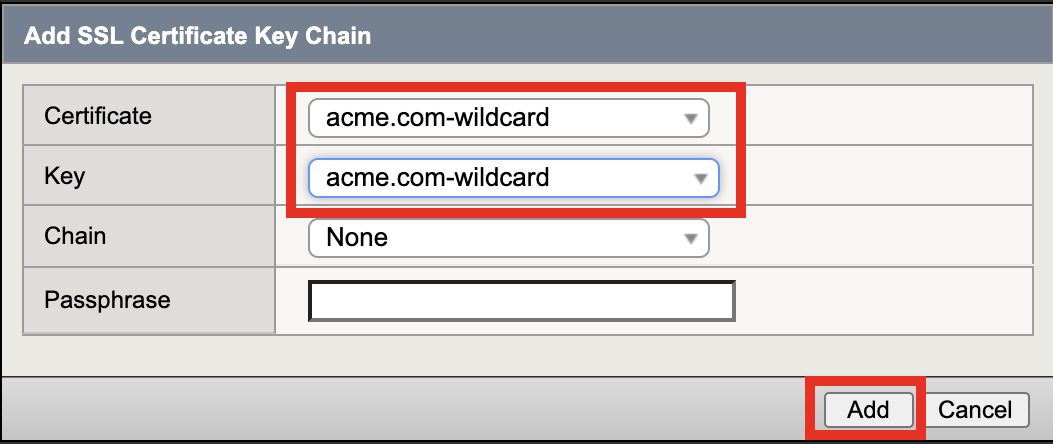 Add SSL Certificate Key Chain
Certificate acme.com-wildcard
Key acme.com-wildcard
Chain None
Passphrase
Add Cancel